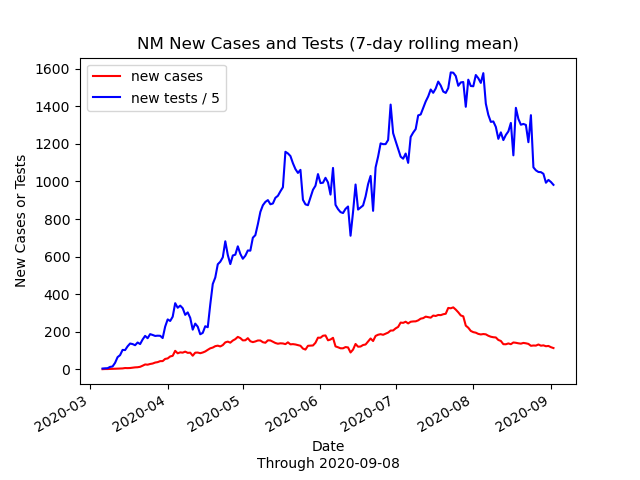 NM New Cases and Tests (7-day rolling mean)
new cases
new tests / 5
New Cases or Tests
1600
1400
1200
1000
800
600
400
200
0
2020-03
2020-04
2020-05
2020-06
2020-07
2020-08
2020-09
Date
Through 2020-09-08